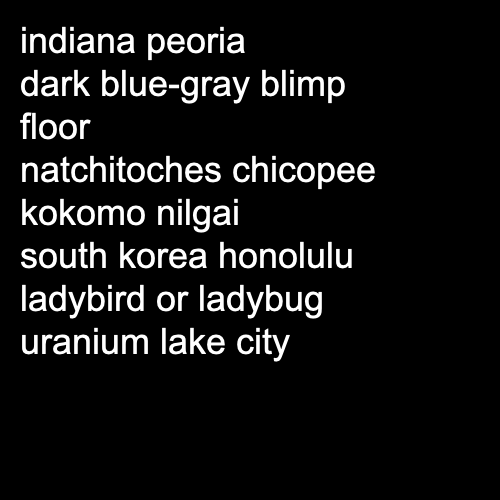 indiana peoria
dark blue-gray blimp
floor
natchitoches chicopee
kokomo nilgai
south korea honolulu
ladybird or ladybug
uranium lake city